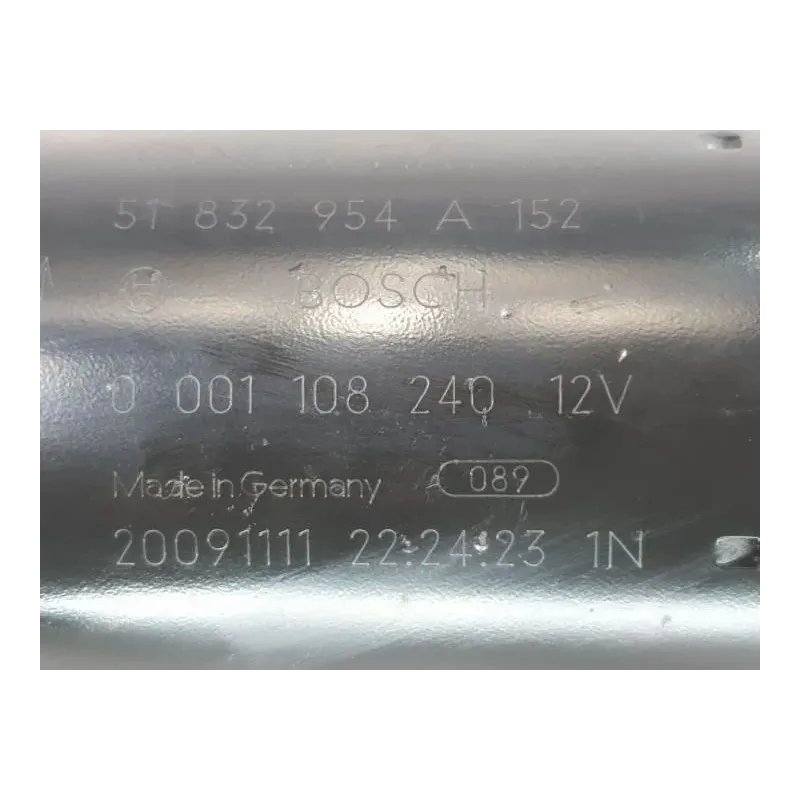 51 832 954 A 152
BOSCH
0 001 108 240 12V
Made in Germany 089
20091111 22:24:23 1N